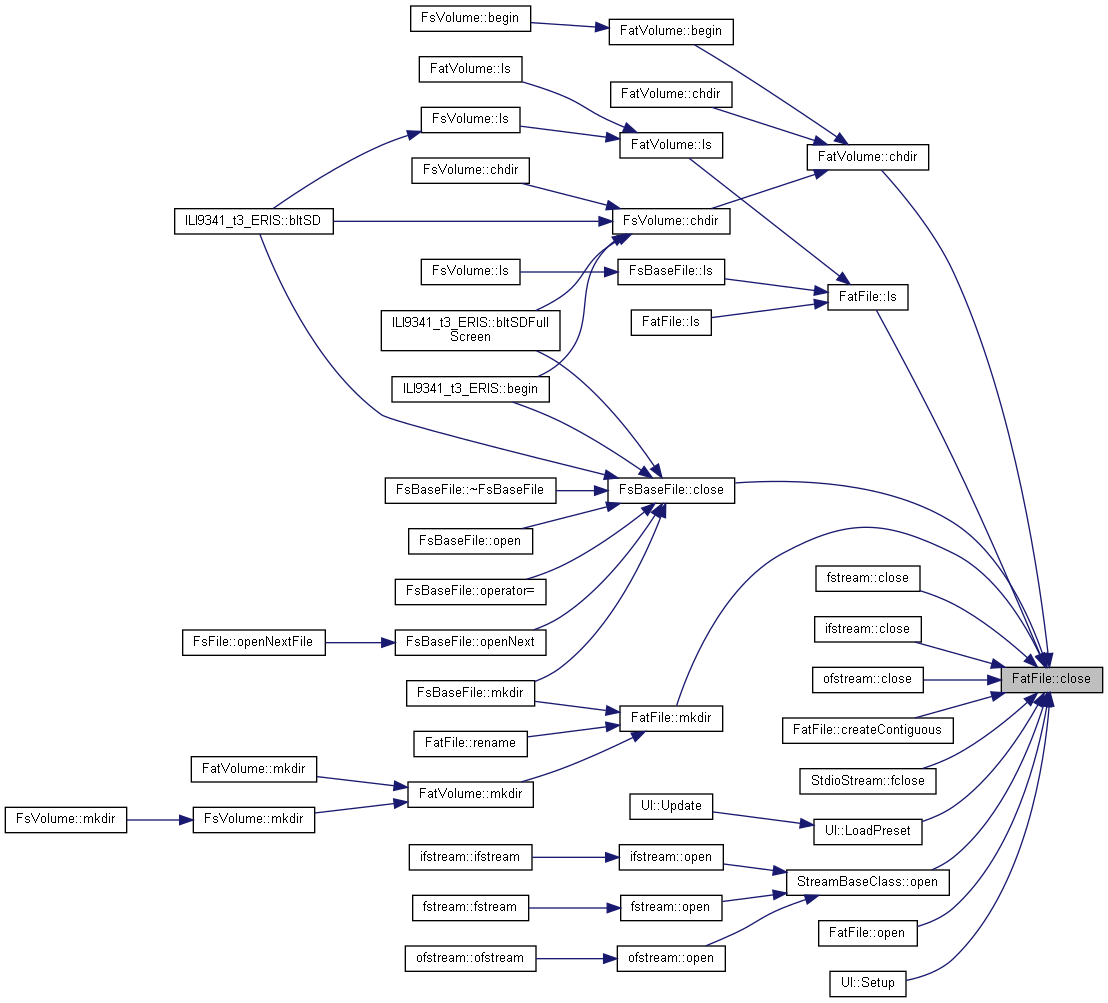 FsVolume::begin
FatVolume::begin
FatVolume::ls
FatVolume::chdir
FsVolume::ls
FatVolume::ls
FatVolume::chdir
FsVolume::chdir
ILI9341_t3_ERIS::bltSD
FsVolume::chdir
FsVolume::ls
FsBaseFile::ls
FatFile::ls
ILI9341_t3_ERIS::bltSDFull
Screen
FatFile::ls
ILI9341_t3_ERIS::begin
FsBaseFile::~FsBaseFile
FsBaseFile::close
FsBaseFile::open
fstream::close
FsBaseFile::operator=
ifstream::close
FsFile::openNextFile
FsBaseFile::openNext
ofstream::close
FatFile::close
FsBaseFile::mkdir
FatFile::mkdir
FatFile::createContiguous
FatFile::rename
FatVolume::mkdir
StdioStream::fclose
FatVolume::mkdir
UI::Update
FsVolume::mkdir
FsVolume::mkdir
UI::LoadPreset
ifstream::ifstream
ifstream::open
StreamBaseClass::open
fstream::fstream
fstream::open
FatFile::open
ofstream::ofstream
ofstream::open
UI::Setup